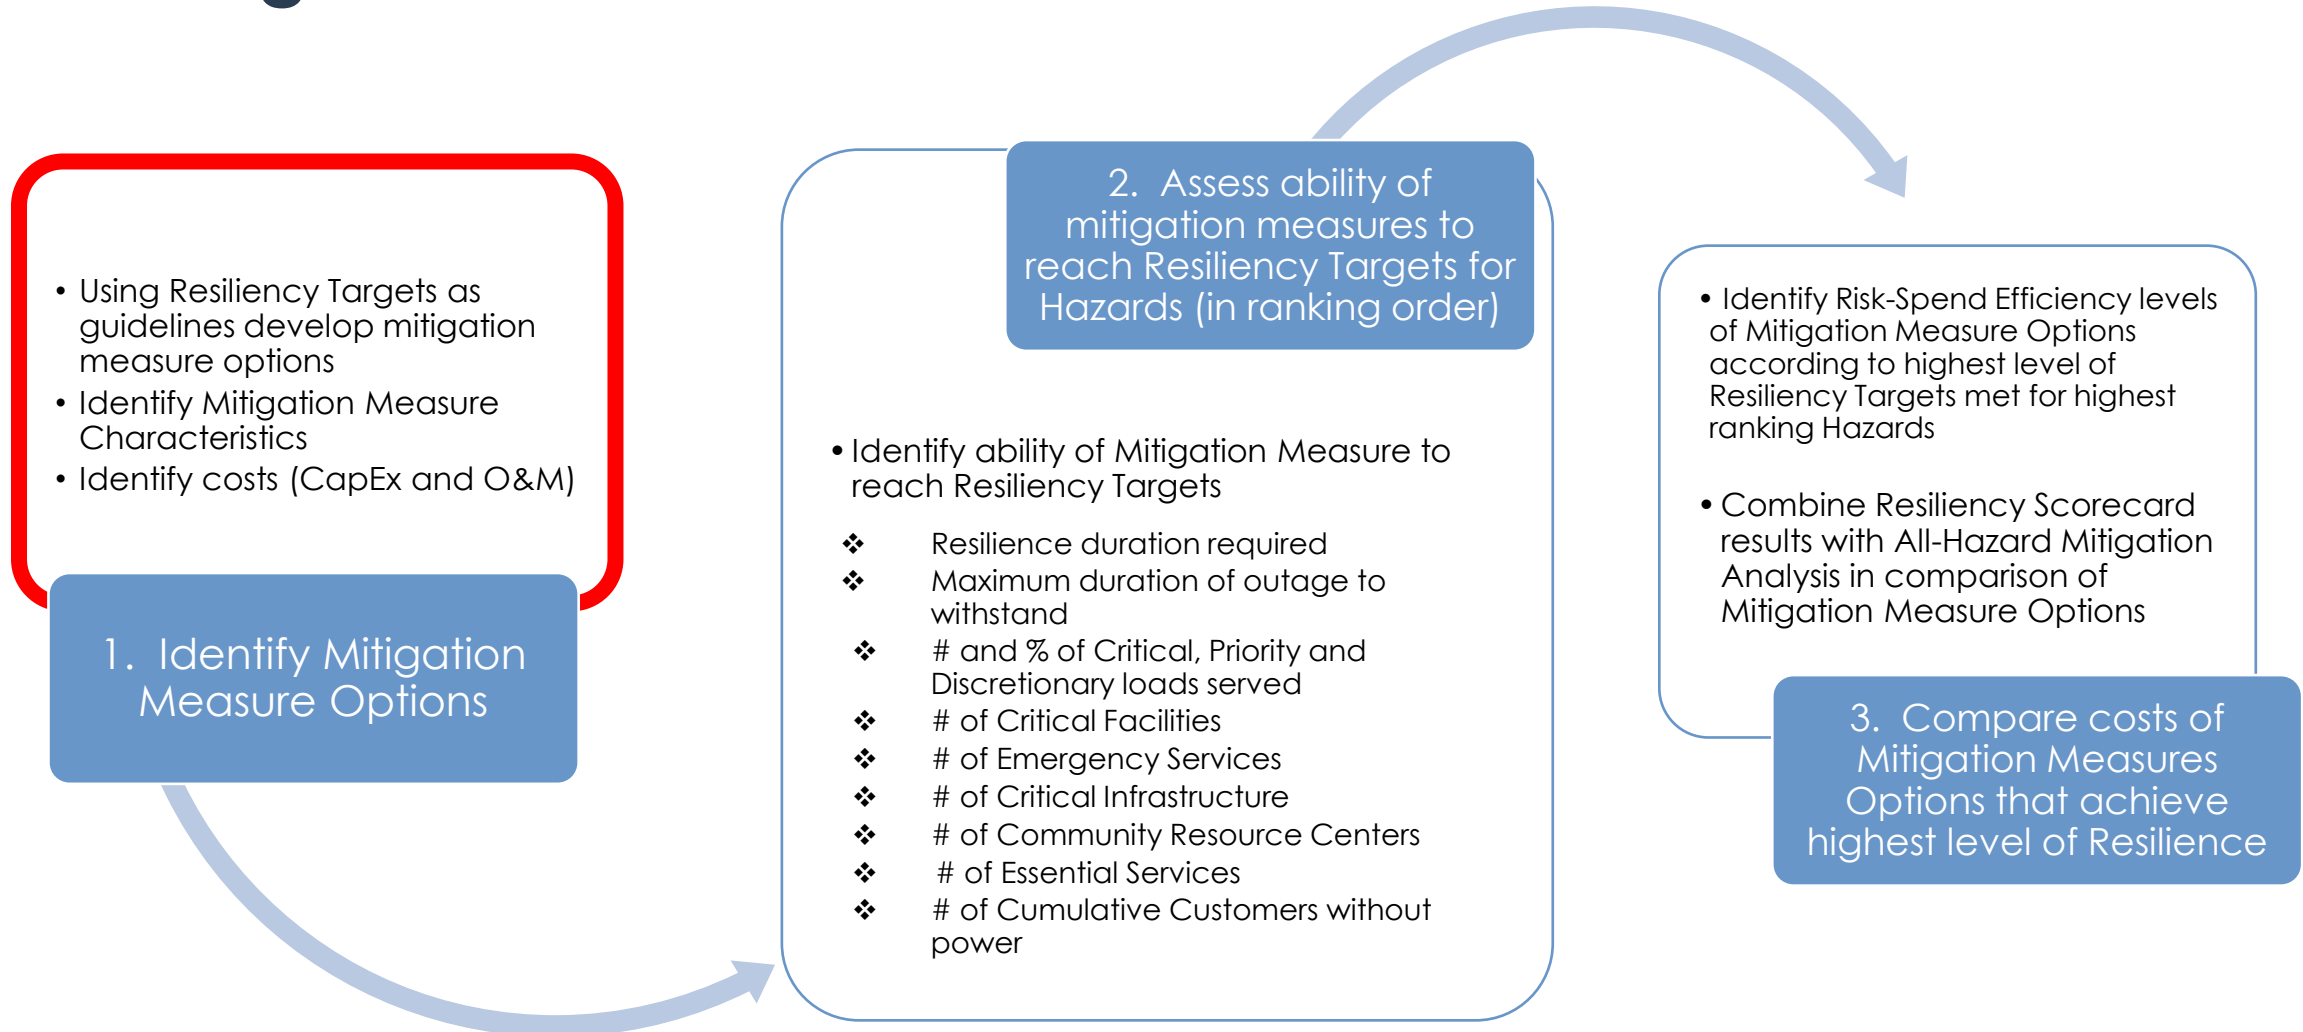 • Using Resiliency Targets as
guidelines develop mitigation
measure options
• Identify Mitigation Measure
Characteristics
• Identify costs (CapEx and O&M)
1. Identify Mitigation
Measure Options
2. Assess ability of
mitigation measures to
reach Resiliency Targets for
Hazards (in ranking order)
• Identify ability of Mitigation Measure to
reach Resiliency Targets
❖ Resilience duration required
❖ Maximum duration of outage to
withstand
❖ # and % of Critical, Priority and
Discretionary loads served
❖ # of Critical Facilities
❖ # of Emergency Services
❖ # of Critical Infrastructure
❖ # of Community Resource Centers
❖ # of Essential Services
❖ # of Cumulative Customers without
power
• Identify Risk-Spend Efficiency levels
of Mitigation Measure Options
according to highest level of
Resiliency Targets met for highest
ranking Hazards
• Combine Resiliency Scorecard
results with All-Hazard Mitigation
Analysis in comparison of
Mitigation Measure Options
3. Compare costs of
Mitigation Measures
Options that achieve
highest level of Resilience